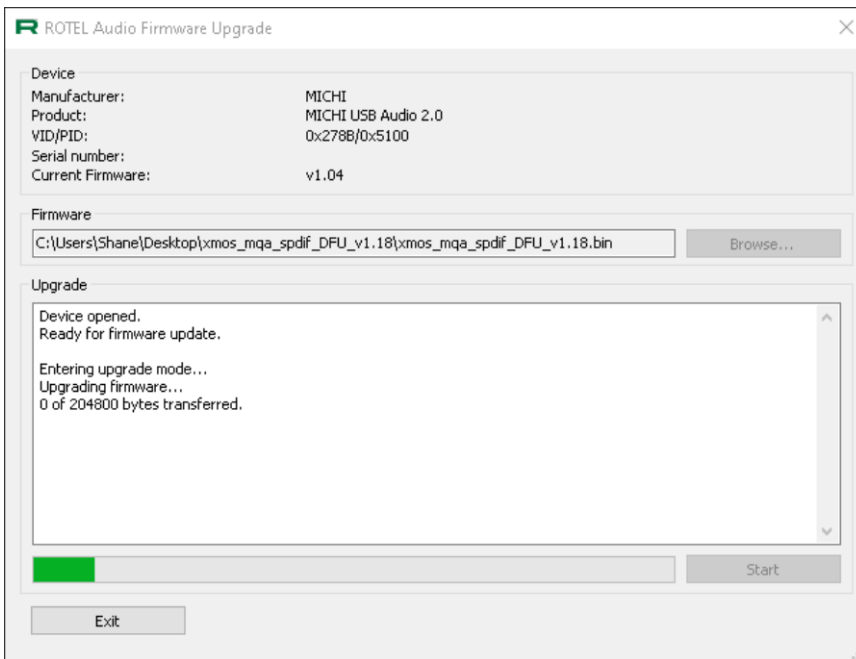 ROTEL Audio Firmware Upgrade
Device
Manufacturer: MICHI
Product: MICHI USB Audio 2.0
VID/PID: 0x278B/0x5100
Serial number:
Current Firmware: v1.04
Firmware
C:\Users\Shane\Desktop\xmos_mqa_spdif_DFU_v1.18\xmos_mqa_spdif_DFU_v1.18.bin Browse...
Upgrade
Device opened.
Ready for firmware update.
Entering upgrade mode...
Upgrading firmware...
0 of 204800 bytes transferred.
Start
Exit